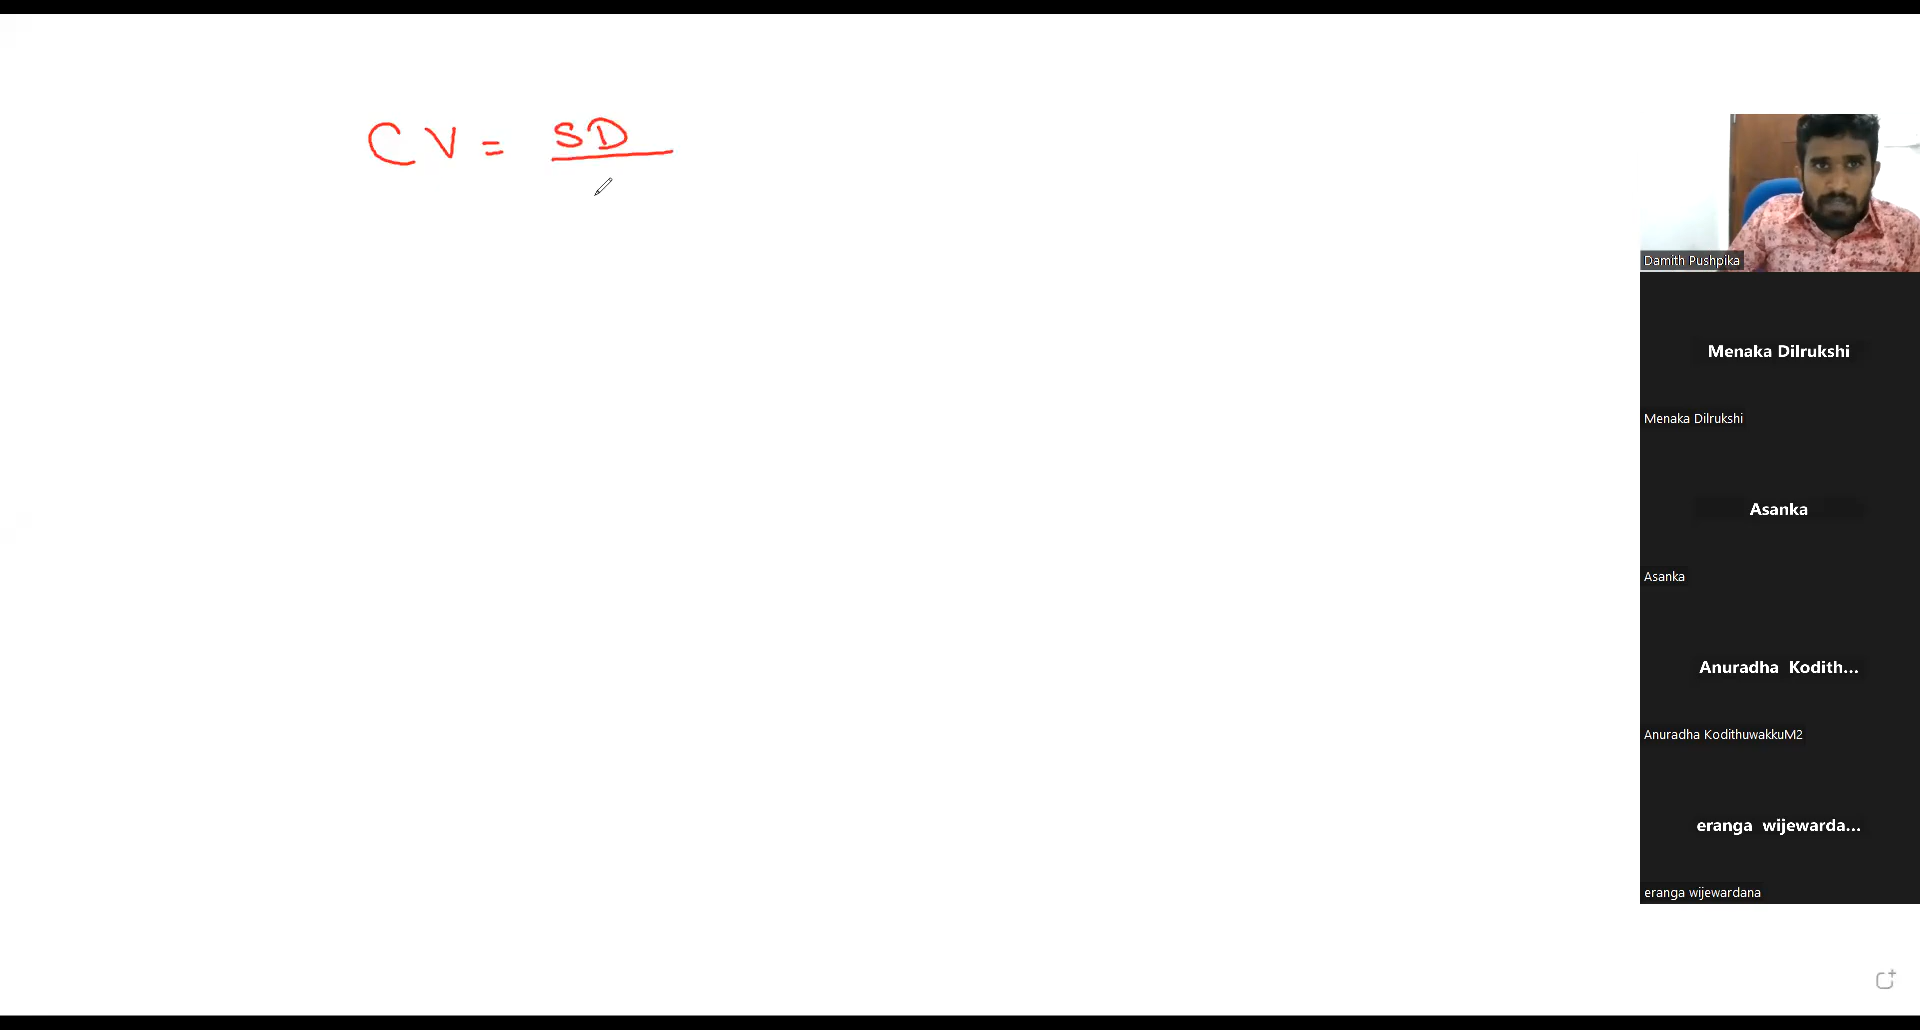 CV = SD
Damith Pushpika
Menaka Dilrukshi
Menaka Dilrukshi
Asanka
Asanka
Anuradha Kodith...
Anuradha KodithuwakkuM2
eranga wijewarda...
eranga wijewardana